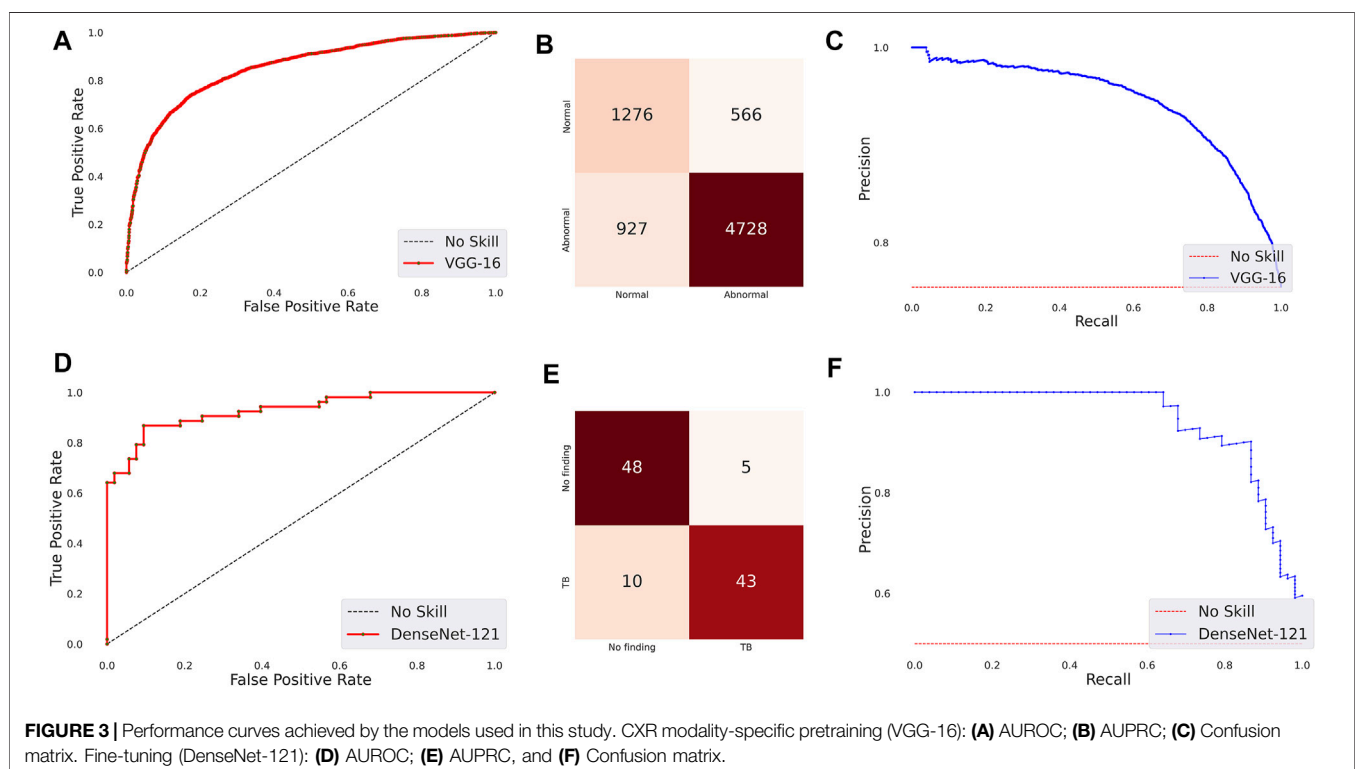 A
1.0
0.8
0.6
0.4
0.2
0.0
True Positive Rate
0.0 0.2 0.4 0.6 0.8 1.0
False Positive Rate
No Skill
VGG-16
B
Normal
Abnormal
1276 566
927 4728
Normal Abnormal
C
1.0
0.8
Precision
0.0 0.2 0.4 0.6 0.8 1.0
Recall
No Skill
VGG-16
D
1.0
0.8
0.6
0.4
0.2
0.0
True Positive Rate
0.0 0.2 0.4 0.6 0.8 1.0
False Positive Rate
No Skill
DenseNet-121
E
No finding
TB
48 5
10 43
No finding TB
F
1.0
0.8
0.6
Precision
0.0 0.2 0.4 0.6 0.8 1.0
Recall
No Skill
DenseNet-121
FIGURE 3 | Performance curves achieved by the models used in this study. CXR modality-specific pretraining (VGG-16): (A) AUROC; (B) AUPRC; (C) Confusion
matrix. Fine-tuning (DenseNet-121): (D) AUROC; (E) AUPRC, and (F) Confusion matrix.